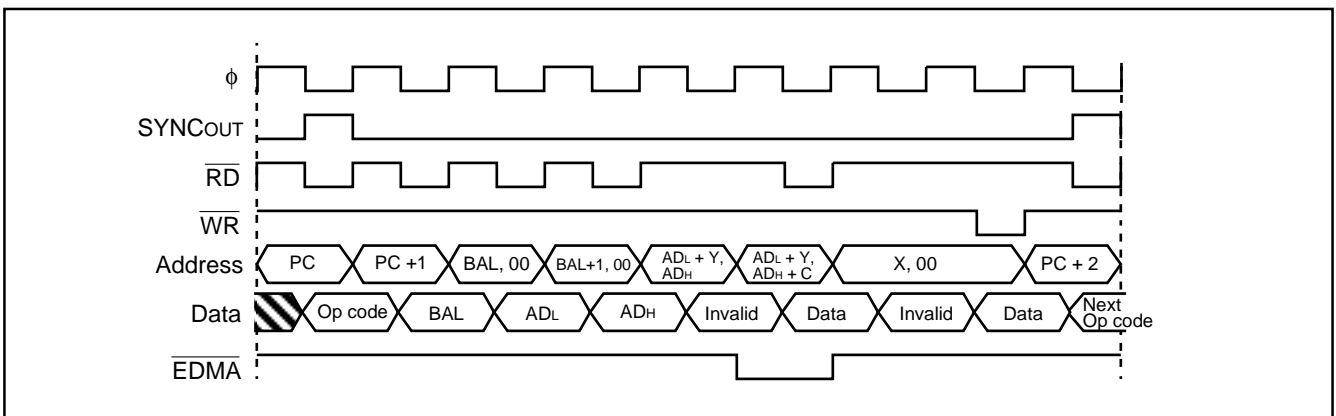 ϕ
SYNCOUT
RD
WR
Address PC PC +1 BAL, 00 BAL+1, 00 ADL + Y, ADH ADL + Y, ADH + C X, 00 PC + 2
Data Op code BAL ADL ADH Invalid Data Invalid Data Next Op code
EDMA